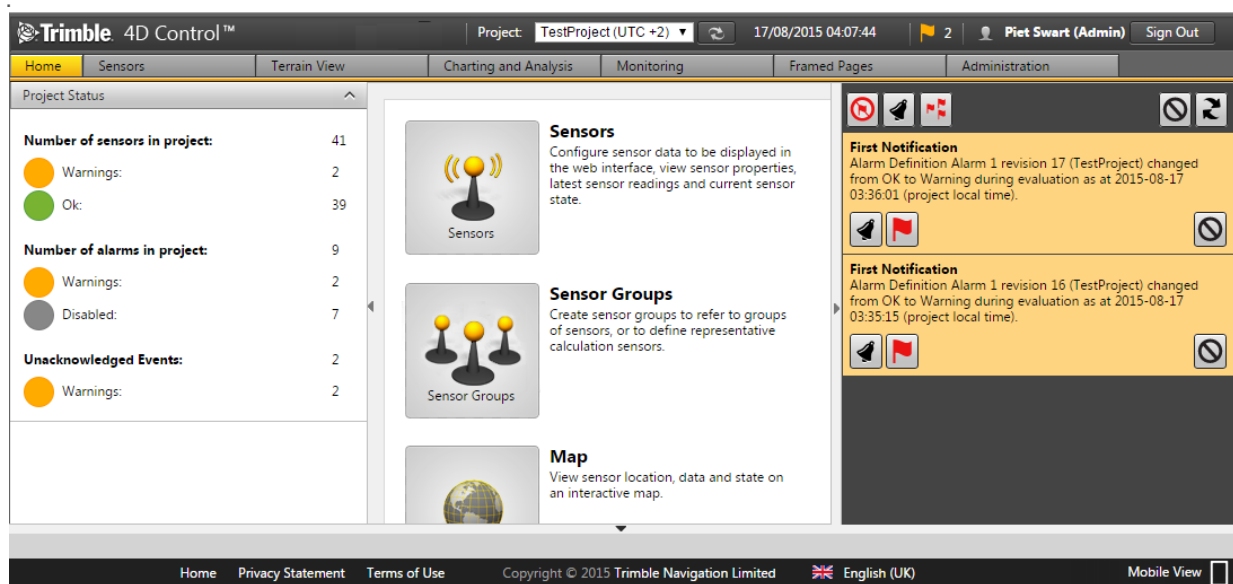 Trimble. 4D Control™
Project: TestProject (UTC +2) 17/08/2015 04:07:44 2 Piet Swart (Admin) Sign Out
Home Sensors Terrain View Charting and Analysis Monitoring Framed Pages Administration
Project Status
Number of sensors in project: 41
Warnings: 2
Ok: 39
Number of alarms in project: 9
Warnings: 2
Disabled: 7
Unacknowledged Events: 2
Warnings: 2
Sensors
Sensors
Configure sensor data to be displayed in
the web interface, view sensor properties,
latest sensor readings and current sensor
state.
Sensor Groups
Sensor Groups
Create sensor groups to refer to groups
of sensors, or to define representative
calculation sensors.
Map
View sensor location, data and state on
an interactive map.
First Notification
Alarm Definition Alarm 1 revision 17 (TestProject) changed
from OK to Warning during evaluation as at 2015-08-17
03:36:01 (project local time).
First Notification
Alarm Definition Alarm 1 revision 16 (TestProject) changed
from OK to Warning during evaluation as at 2015-08-17
03:35:15 (project local time).
Home Privacy Statement Terms of Use Copyright © 2015 Trimble Navigation Limited English (UK) Mobile View